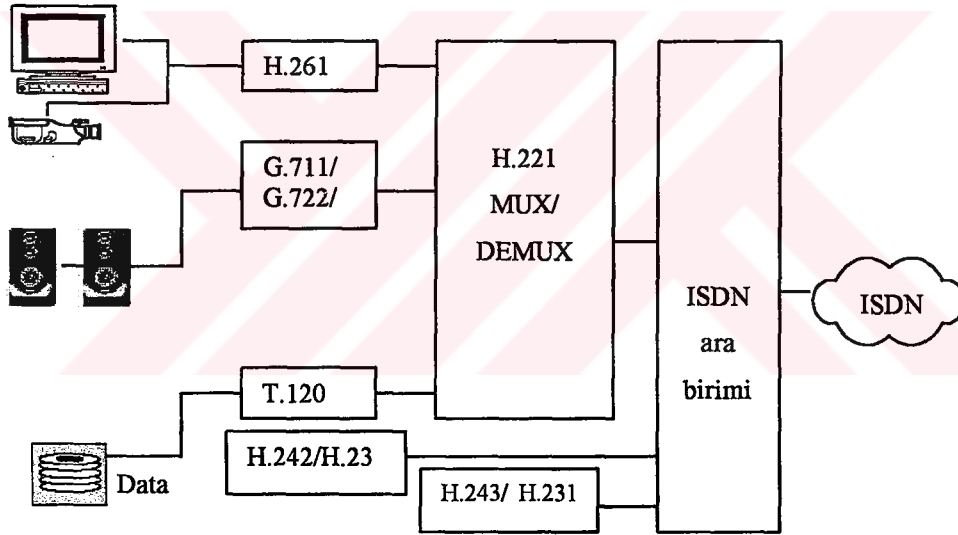 H.261
G.711/
G.722/
H.221
MUX/
DEMUX
ISDN
ara
birimi
ISDN
T.120
H.242/H.23
Data
H.243/ H.231